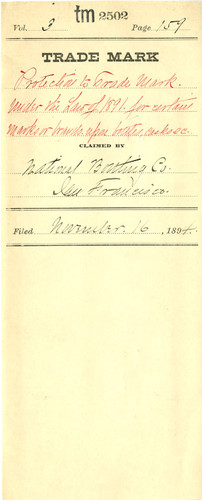 tm 2502
Vol. 3 Page 159
TRADE MARK
Protection to Trade Mark.
Under the Law of 1891, for certain
marks or brands upon bottles, casks &c.
CLAIMED BY
National Bottling Co.
San Francisco.
Filed November 16, 1894.